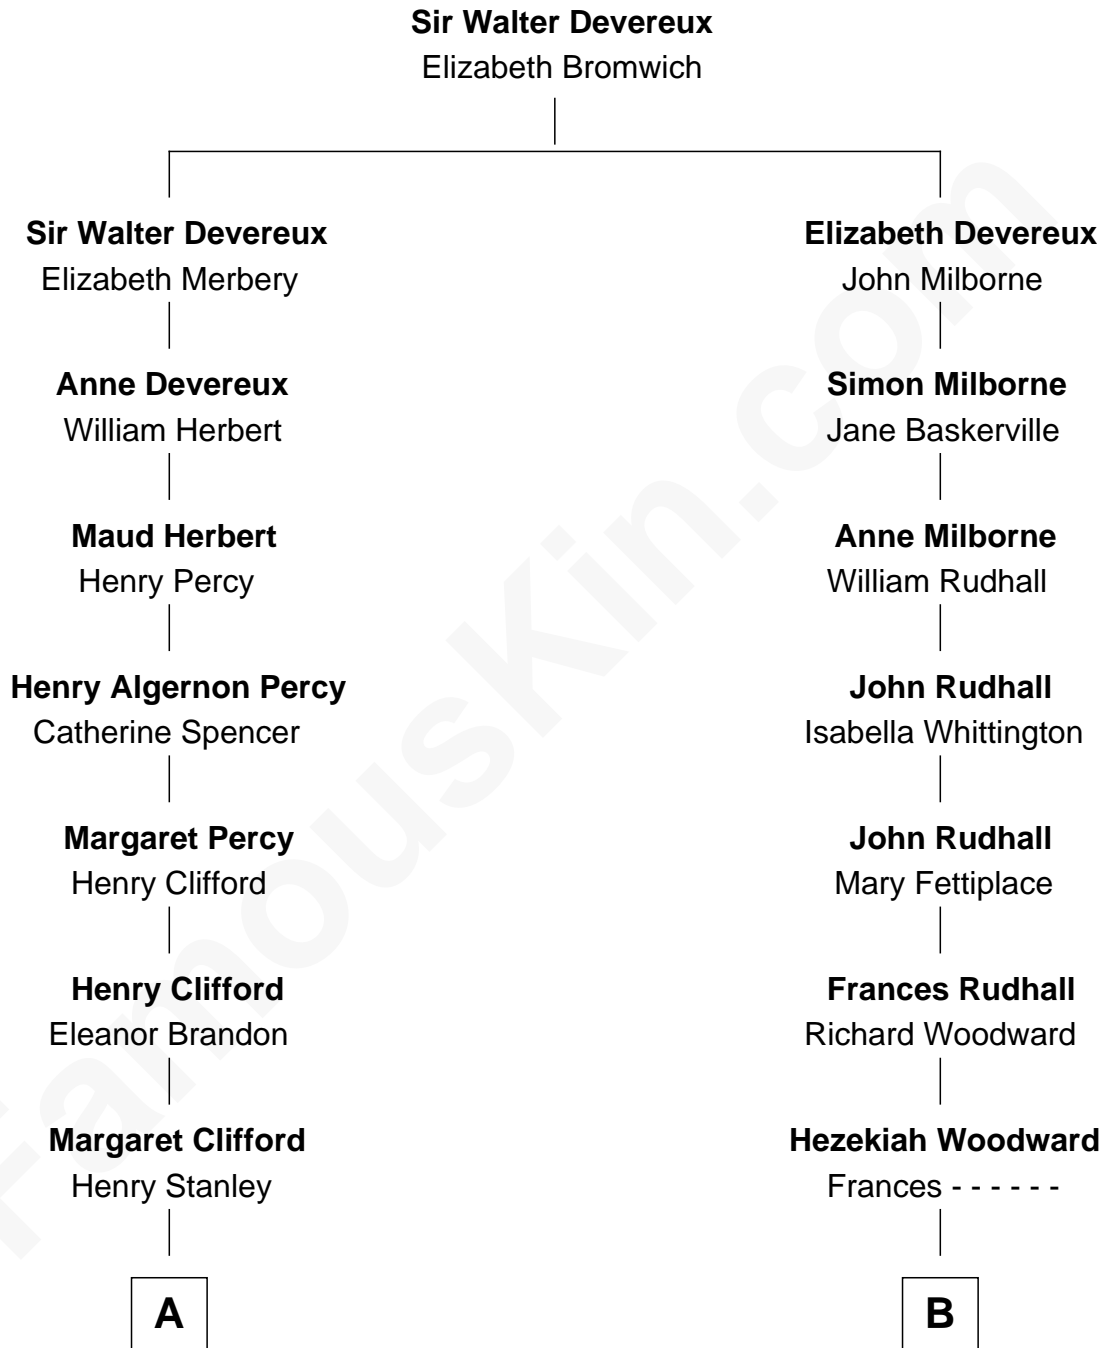 Sir Walter Devereux
Elizabeth Bromwich
Sir Walter Devereux
Elizabeth Merbery
Anne Devereux
William Herbert
Maud Herbert
Henry Percy
Henry Algernon Percy
Catherine Spencer
Margaret Percy
Henry Clifford
Henry Clifford
Eleanor Brandon
Margaret Clifford
Henry Stanley
A
Elizabeth Devereux
John Milborne
Simon Milborne
Jane Baskerville
Anne Milborne
William Rudhall
John Rudhall
Isabella Whittington
John Rudhall
Mary Fettiplace
Frances Rudhall
Richard Woodward
Hezekiah Woodward
Frances - - - - - -
B
FamousKin.com